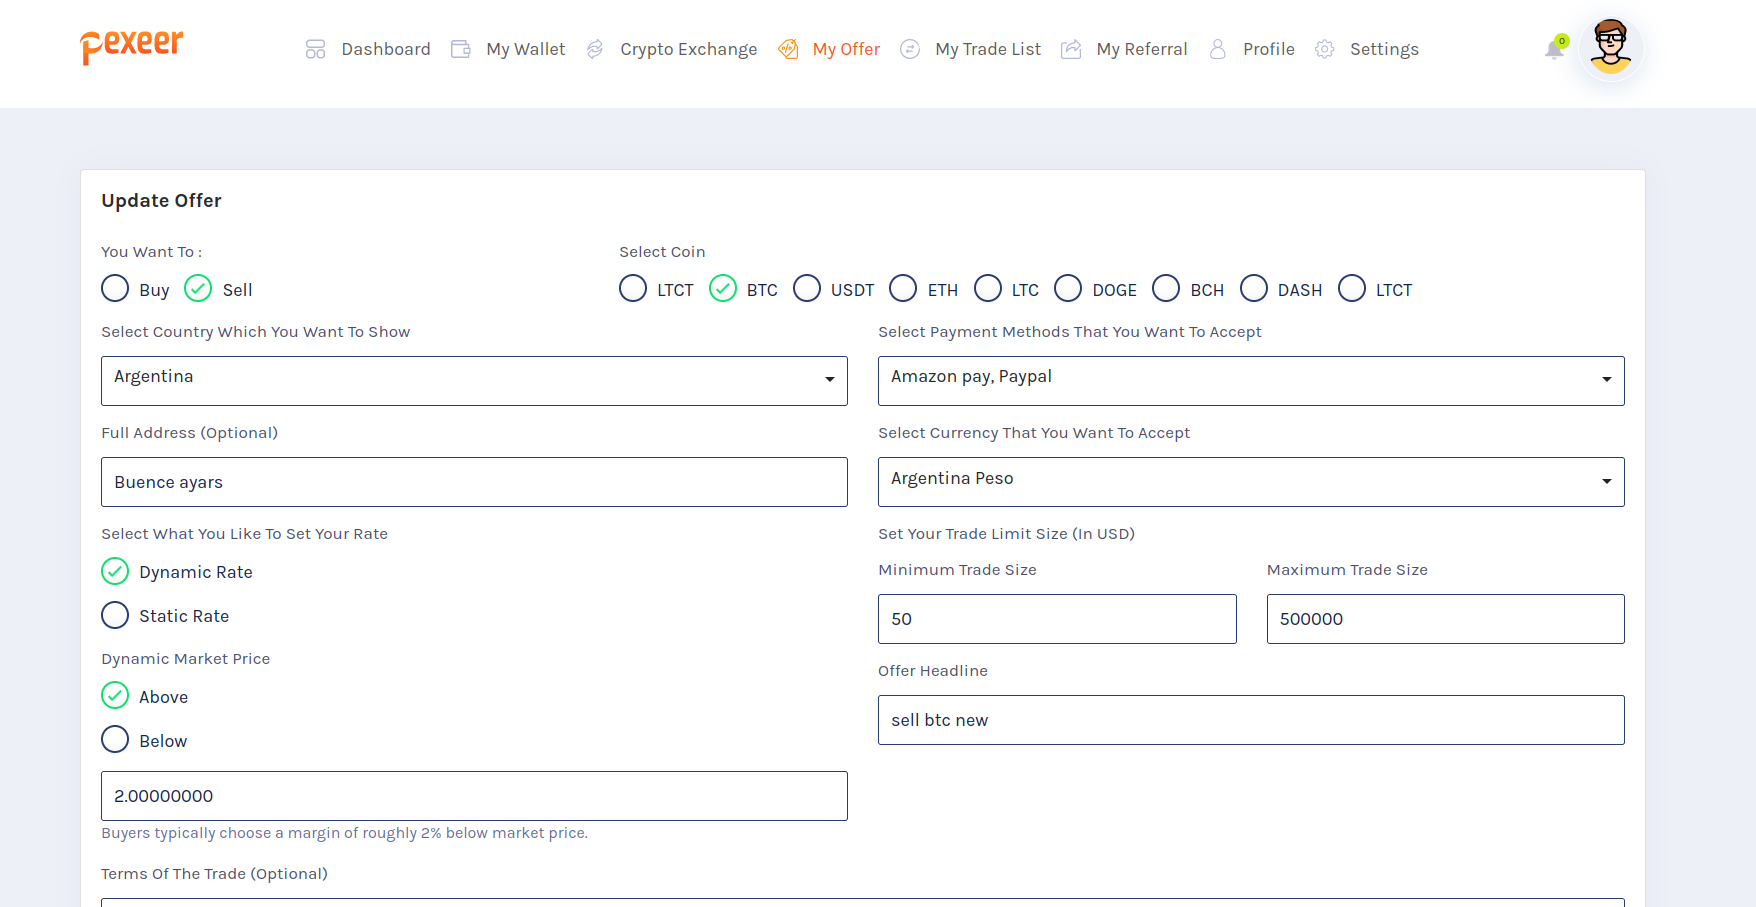 pexeer
Dashboard My Wallet Crypto Exchange My Offer My Trade List My Referral Profile Settings 0
Update Offer
You Want To :
Buy Sell
Select Coin
LTCT BTC USDT ETH LTC DOGE BCH DASH LTCT
Select Country Which You Want To Show
Argentina
Select Payment Methods That You Want To Accept
Amazon pay, Paypal
Full Address (Optional)
Buence ayars
Select Currency That You Want To Accept
Argentina Peso
Select What You Like To Set Your Rate
Dynamic Rate
Static Rate
Set Your Trade Limit Size (In USD)
Minimum Trade Size
50
Maximum Trade Size
500000
Dynamic Market Price
Above
Below
2.00000000
Buyers typically choose a margin of roughly 2% below market price.
Offer Headline
sell btc new
Terms Of The Trade (Optional)